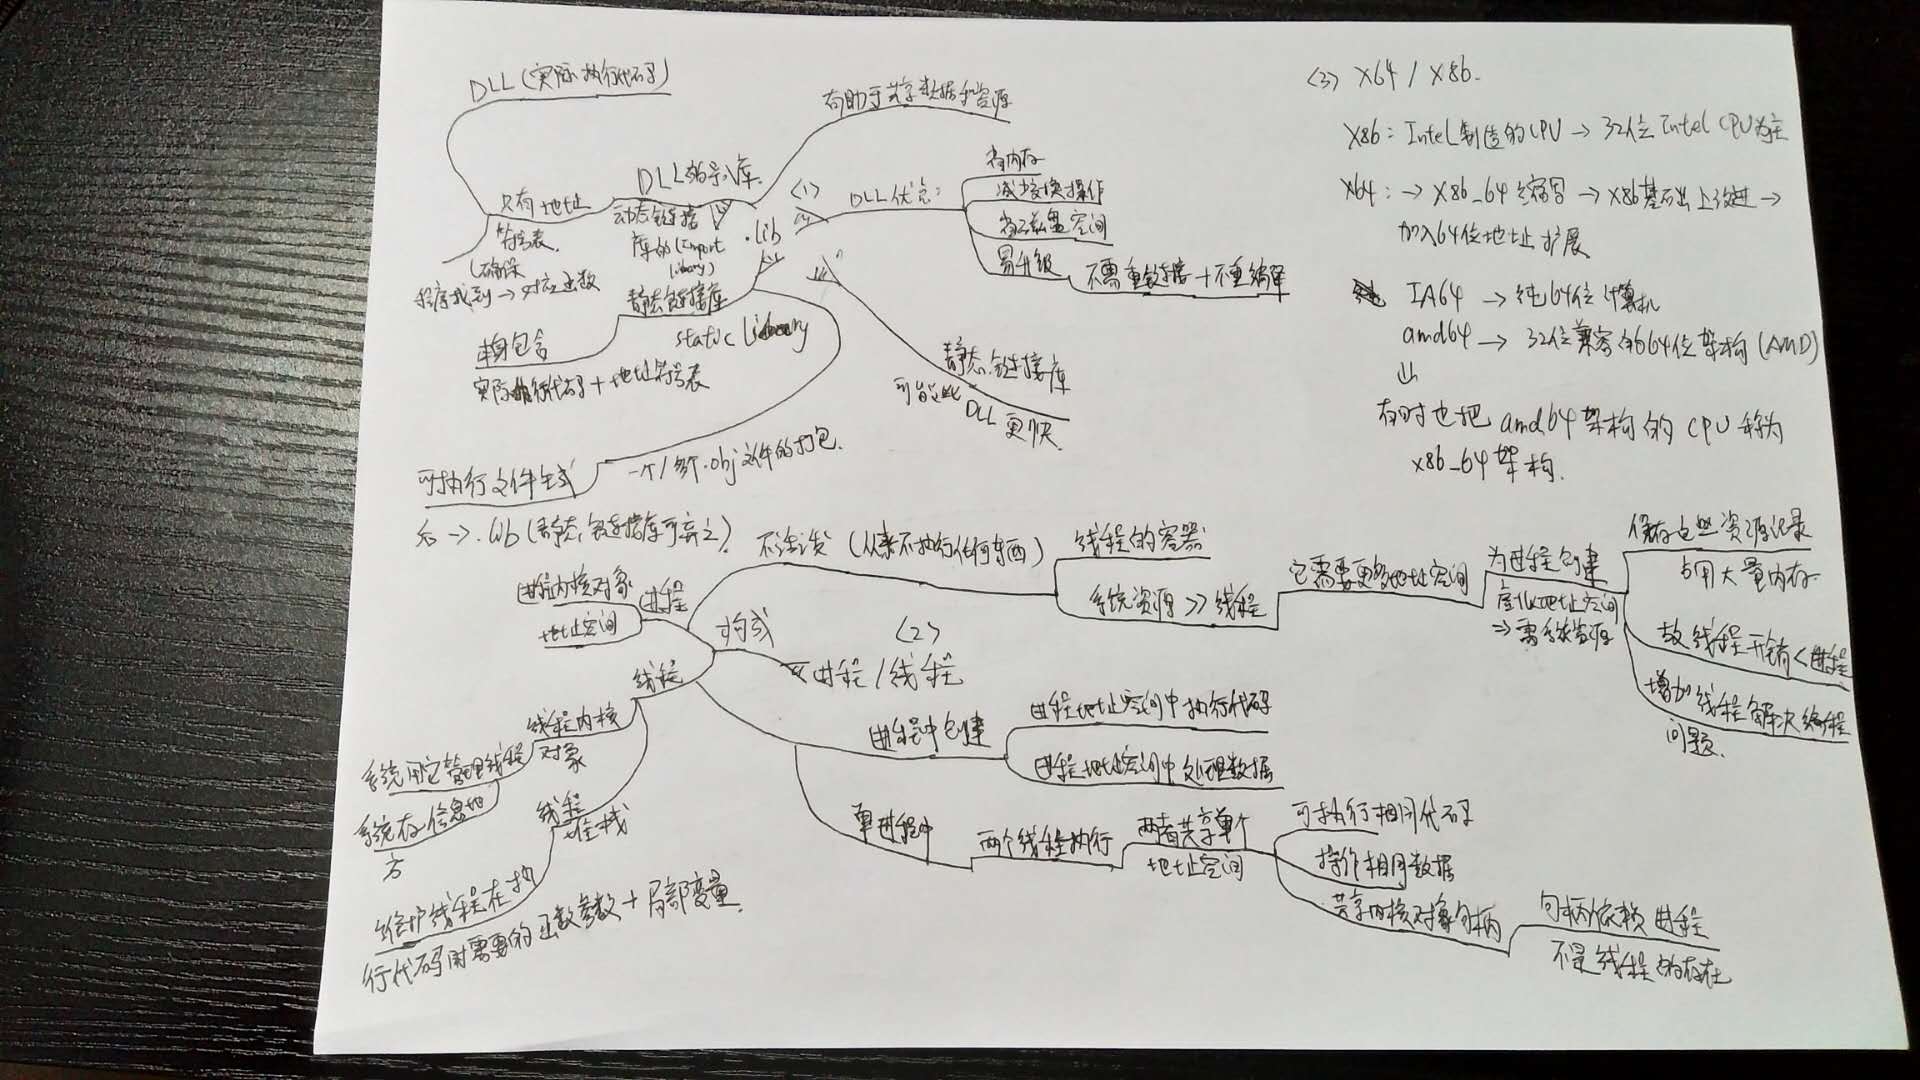 DLL(实际执行代码)
有助于共享数据和资源
DLL的导入库.
只有地址
符号表
(确保
程序找到→对应函数
动态链接
库的(import
library)
.lib
<1>
DLL优点:
省内存
减少交换操作
省磁盘空间
易升级
不需重链接+不重编译
静态链接库
static library
本身包含
实际执行代码+地址符号表
静态链接库
可能比
DLL更快
可执行文件生成
一个/多个.obj文件的打包.
后→.lib(静态链接库可弃之)
<2>
进程/线程
构成
进程
进程内核对象
地址空间
不活泼(从来不执行任何东西)
线程的容器
系统资源>>线程
它需要更多地址空间
为进程创建
虚拟地址空间
⇒需系统资源
保存这些资源记录
占用大量内存
故线程开销<进程
增加线程解决编程
问题.
线程
线程内核
对象
系统用它管理线程
系统存信息地
方
线程
堆栈
维护线程在执
行代码时需要的函数参数+局部变量.
进程中创建
进程地址空间中执行代码
进程地址空间中处理数据
单进程中
两个线程执行
两者共享单个
地址空间
可执行相同代码
操作相同数据
共享内核对象句柄
句柄依赖进程
不是线程的存在
<3> x64 / x86.
x86: Intel制造的CPU → 32位Intel CPU为主
x64: → x86_64缩写 → x86基础上改进 →
加入64位地址扩展
IA64 → 纯64位计算机
amd64 → 32位兼容的64位架构(AMD)
有时也把amd64架构的CPU称为
x86_64架构.